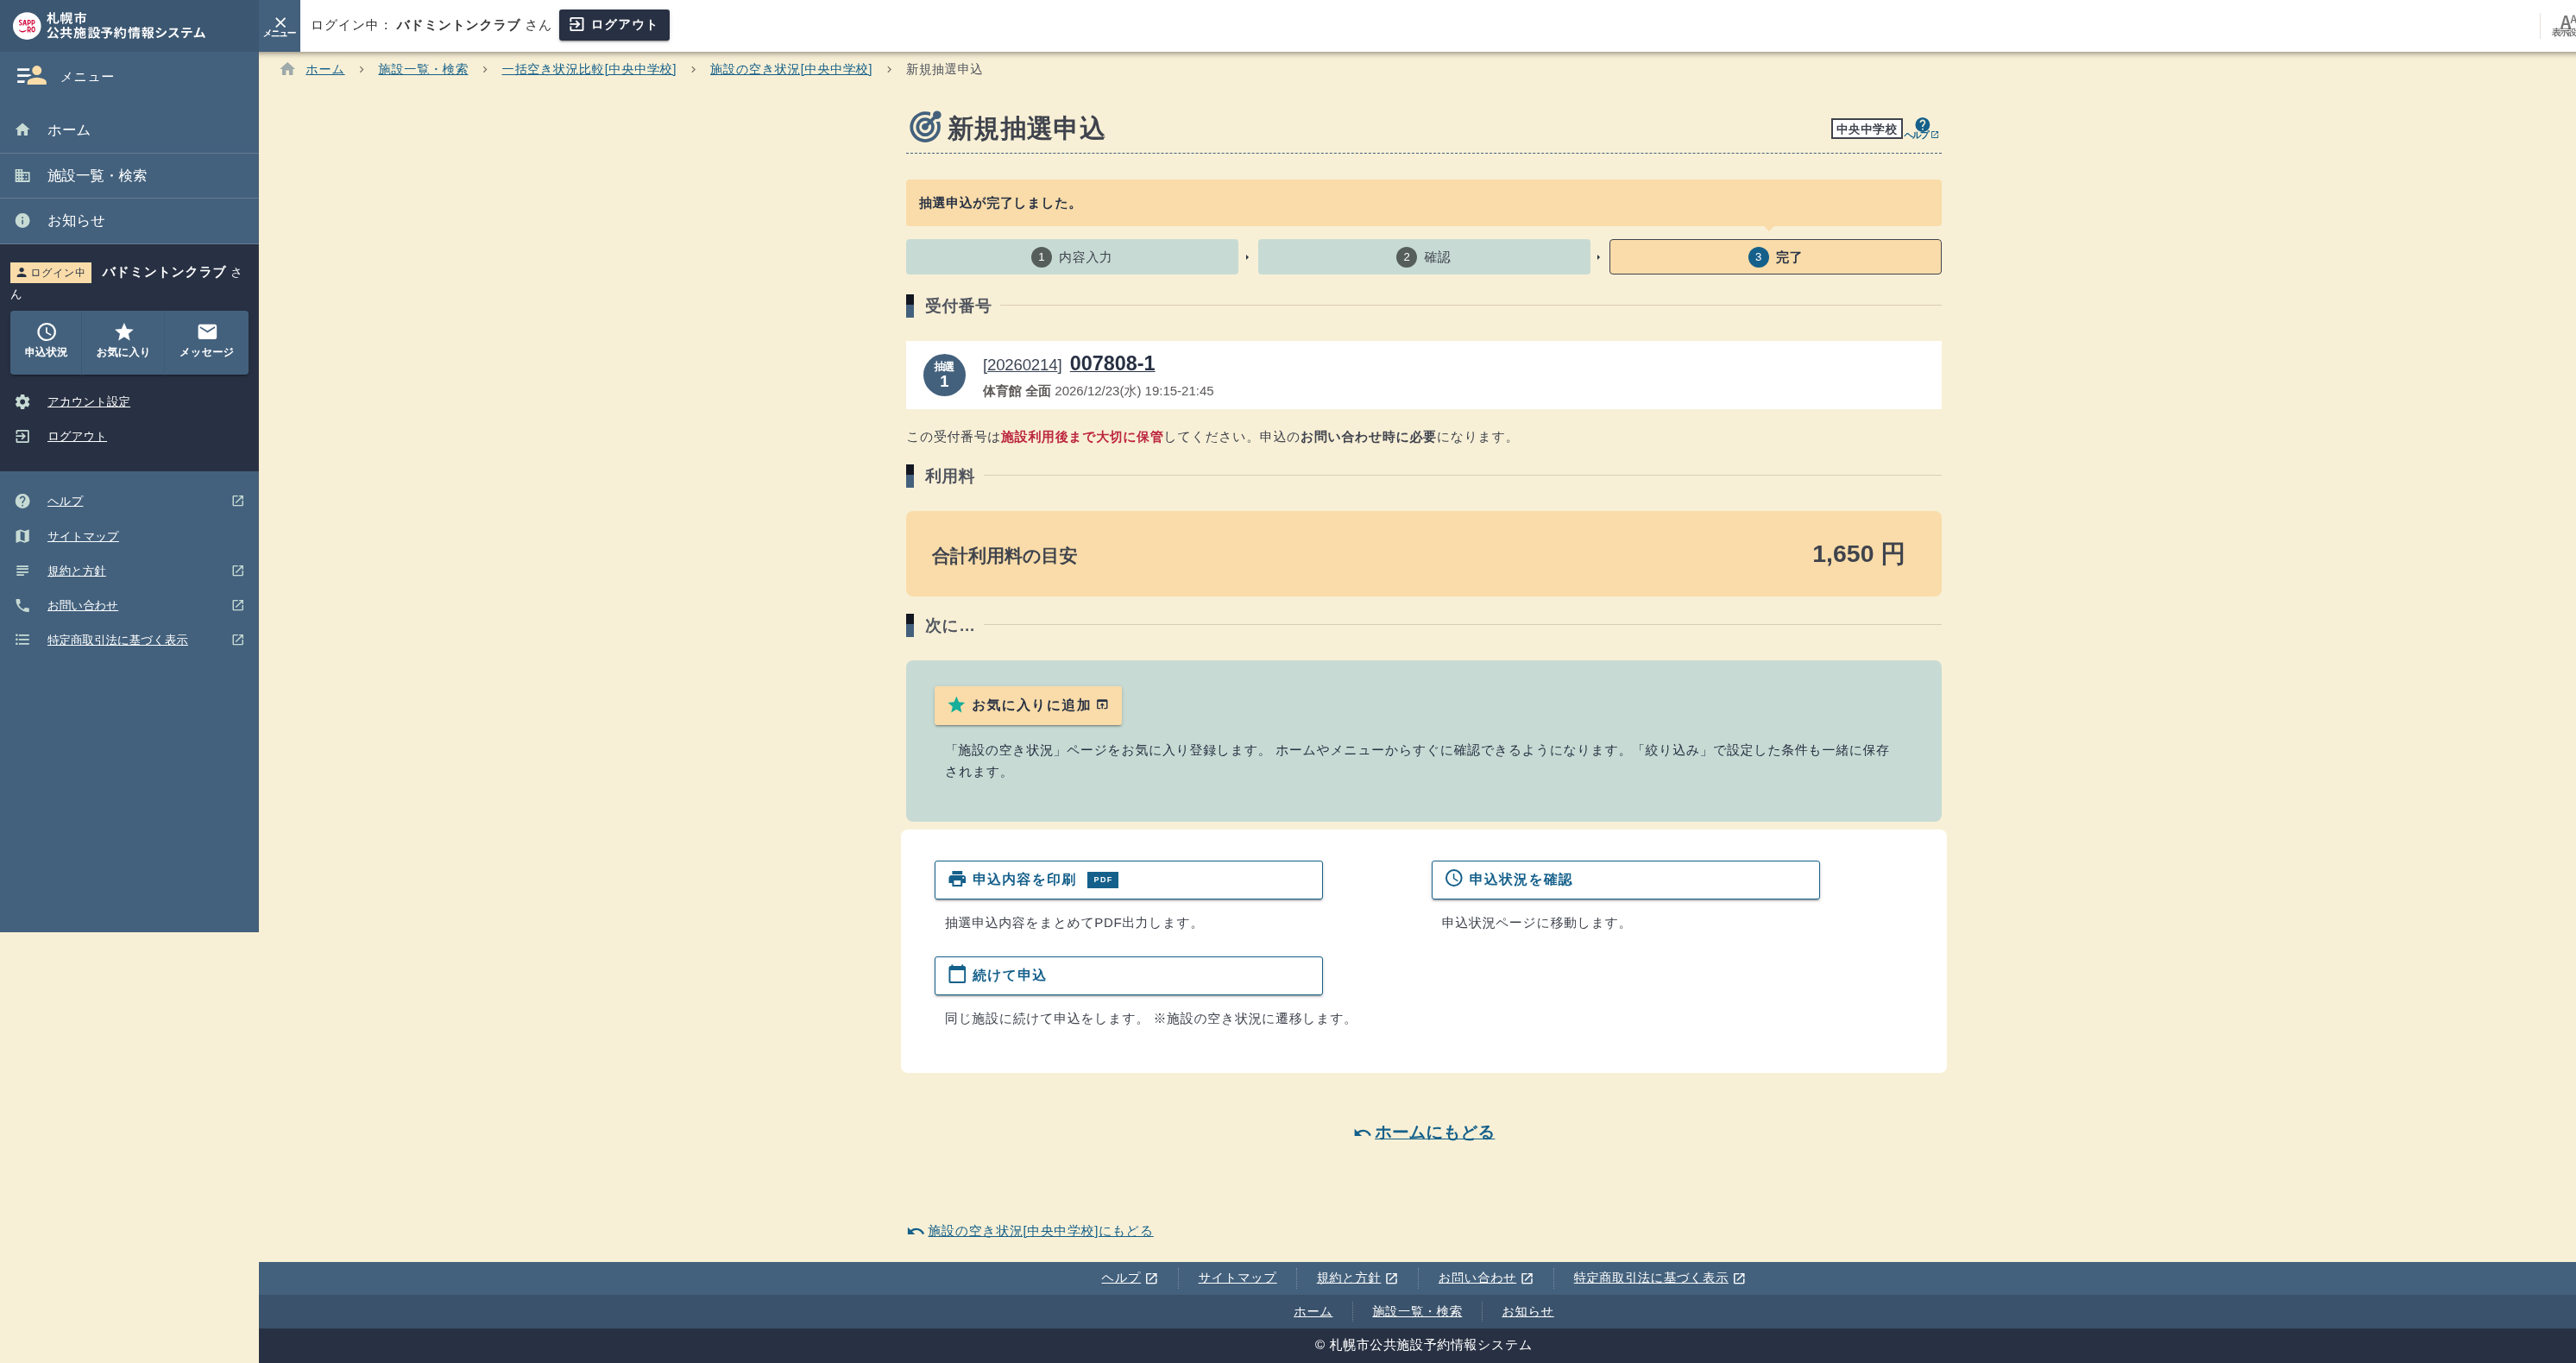 SAPP
RO
札幌市
公共施設予約情報システム
メニュー
ログイン中： バドミントンクラブ さん
ログアウト
メニュー
ホーム
施設一覧・検索
お知らせ
ログイン中 バドミントンクラブ さ
ん
申込状況 お気に入り メッセージ
アカウント設定
ログアウト
ヘルプ
サイトマップ
規約と方針
お問い合わせ
特定商取引法に基づく表示
ホーム › 施設一覧・検索 › 一括空き状況比較[中央中学校] › 施設の空き状況[中央中学校] › 新規抽選申込
新規抽選申込
中央中学校 ヘルプ
抽選申込が完了しました。
1 内容入力
2 確認
3 完了
受付番号
抽選
1
[20260214] 007808-1
体育館 全面 2026/12/23(水) 19:15-21:45
この受付番号は施設利用後まで大切に保管してください。申込のお問い合わせ時に必要になります。
利用料
合計利用料の目安 1,650 円
次に…
お気に入りに追加
「施設の空き状況」ページをお気に入り登録します。 ホームやメニューからすぐに確認できるようになります。「絞り込み」で設定した条件も一緒に保存
されます。
申込内容を印刷 PDF
抽選申込内容をまとめてPDF出力します。
申込状況を確認
申込状況ページに移動します。
続けて申込
同じ施設に続けて申込をします。 ※施設の空き状況に遷移します。
ホームにもどる
施設の空き状況[中央中学校]にもどる
ヘルプ サイトマップ 規約と方針 お問い合わせ 特定商取引法に基づく表示
ホーム 施設一覧・検索 お知らせ
© 札幌市公共施設予約情報システム